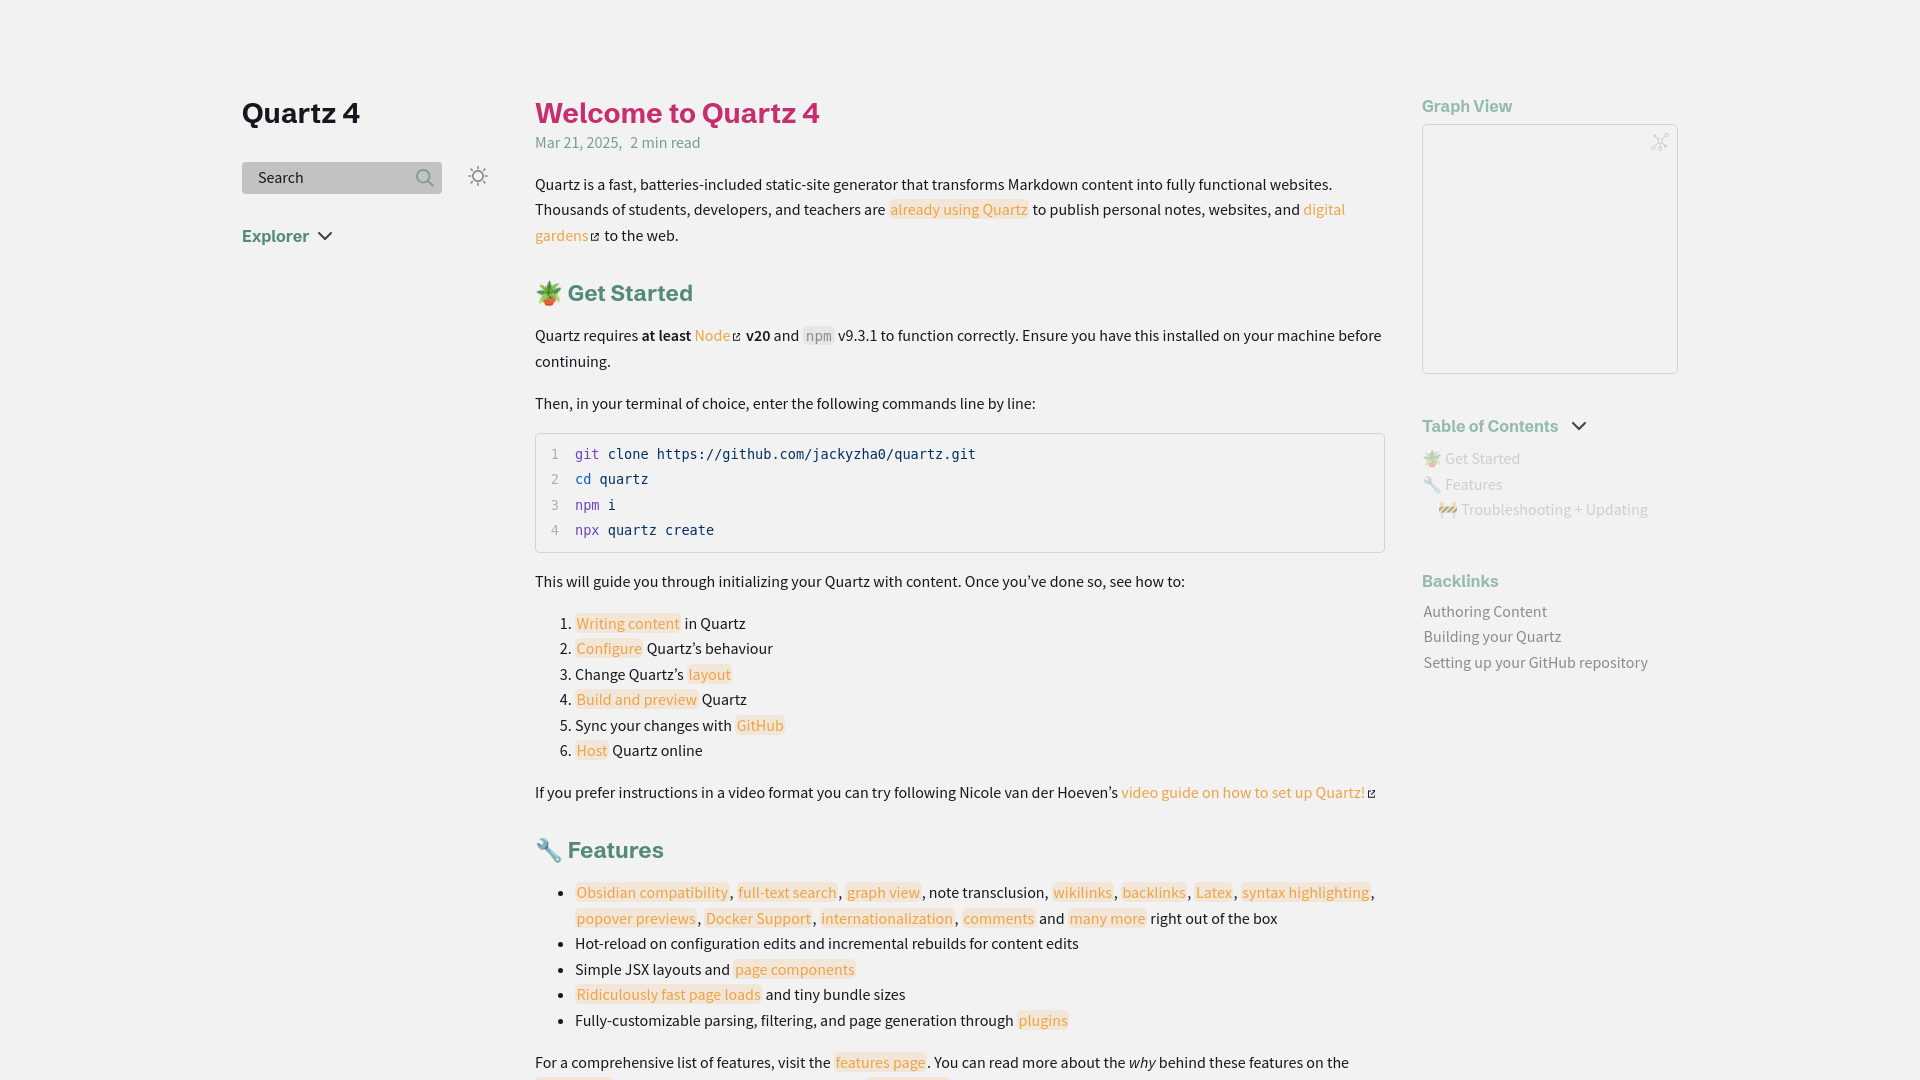 Quartz 4
Search
Explorer
Welcome to Quartz 4
Mar 21, 2025, 2 min read
Quartz is a fast, batteries-included static-site generator that transforms Markdown content into fully functional websites.
Thousands of students, developers, and teachers are already using Quartz to publish personal notes, websites, and digital
gardens to the web.
🪴 Get Started
Quartz requires at least Node v20 and npm v9.3.1 to function correctly. Ensure you have this installed on your machine before
continuing.
Then, in your terminal of choice, enter the following commands line by line:
1 git clone https://github.com/jackyzha0/quartz.git
2 cd quartz
3 npm i
4 npx quartz create
This will guide you through initializing your Quartz with content. Once you’ve done so, see how to:
1. Writing content in Quartz
2. Configure Quartz’s behaviour
3. Change Quartz’s layout
4. Build and preview Quartz
5. Sync your changes with GitHub
6. Host Quartz online
If you prefer instructions in a video format you can try following Nicole van der Hoeven’s video guide on how to set up Quartz!
🔧 Features
• Obsidian compatibility, full-text search, graph view, note transclusion, wikilinks, backlinks, Latex, syntax highlighting,
popover previews, Docker Support, internationalization, comments and many more right out of the box
• Hot-reload on configuration edits and incremental rebuilds for content edits
• Simple JSX layouts and page components
• Ridiculously fast page loads and tiny bundle sizes
• Fully-customizable parsing, filtering, and page generation through plugins
For a comprehensive list of features, visit the features page. You can read more about the why behind these features on the
Graph View
Table of Contents
🪴 Get Started
🔧 Features
🚧 Troubleshooting + Updating
Backlinks
Authoring Content
Building your Quartz
Setting up your GitHub repository